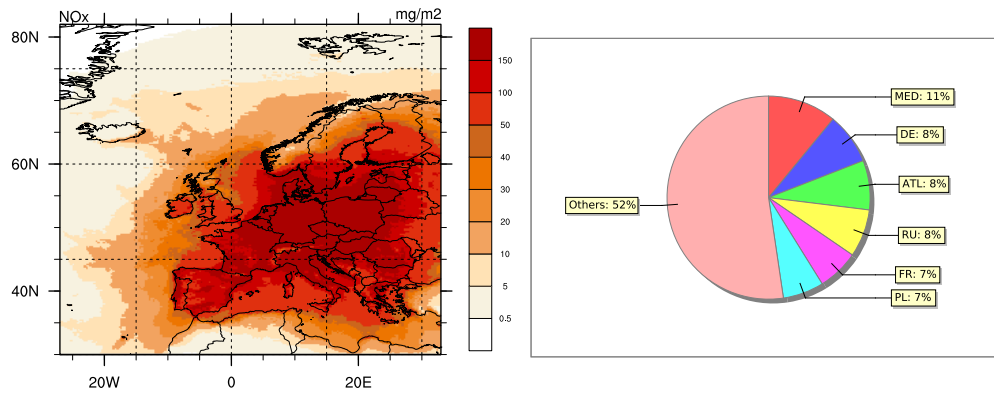 NOx
mg/m2
80N
60N
40N
20W
0
20E
150
100
50
40
30
20
10
5
0.5
MED: 11%
DE: 8%
ATL: 8%
RU: 8%
FR: 7%
PL: 7%
Others: 52%